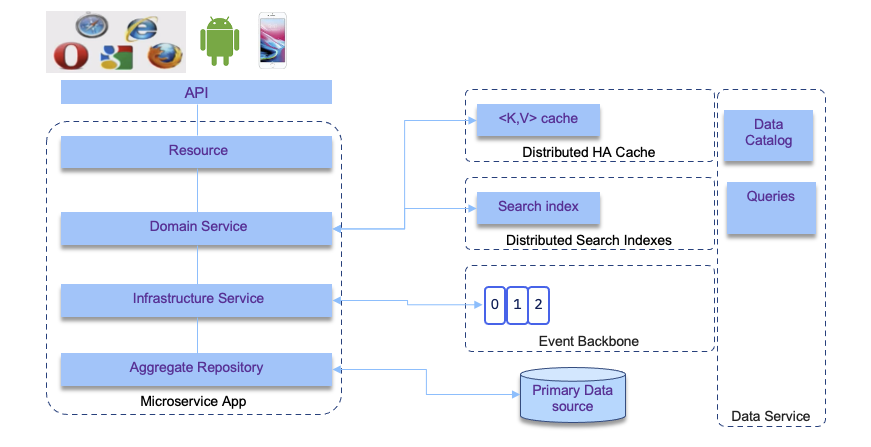 API
Resource
Domain Service
Infrastructure Service
Aggregate Repository
Microservice App
<K,V> cache
Distributed HA Cache
Search index
Distributed Search Indexes
0 1 2
Event Backbone
Primary Data
source
Data
Catalog
Queries
Data Service